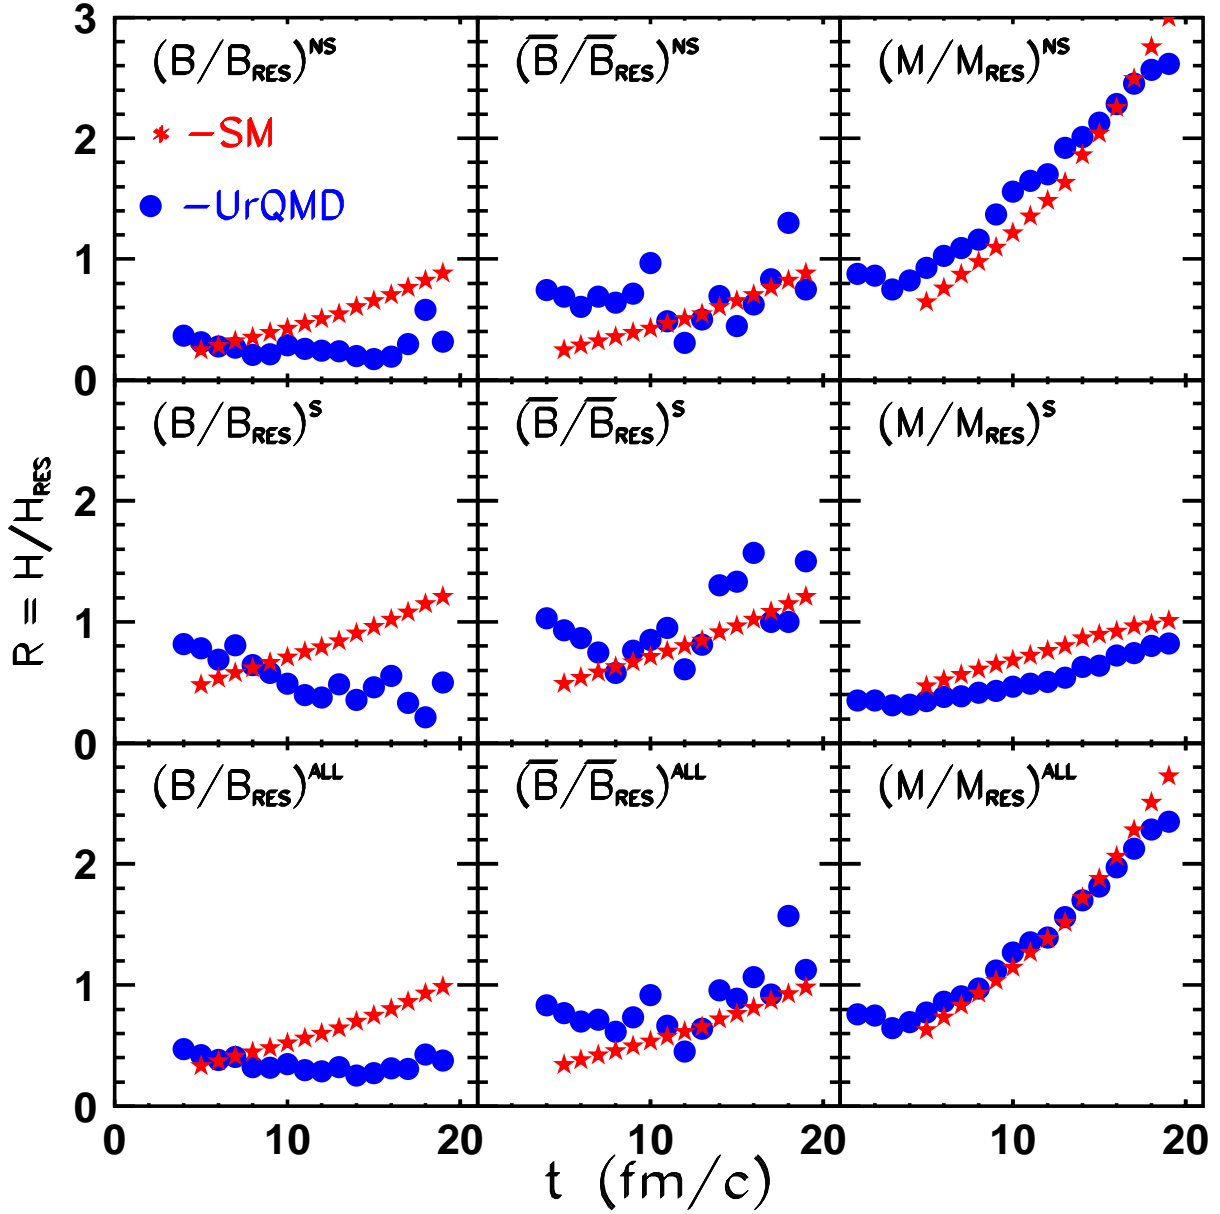 3
(B/B_RES)^NS
(B̅/B̅_RES)^NS
(M/M_RES)^NS
* –SM
2
● –UrQMD
1
0
(B/B_RES)^S
(B̅/B̅_RES)^S
(M/M_RES)^S
2
R = H/H_RES
1
0
(B/B_RES)^ALL
(B̅/B̅_RES)^ALL
(M/M_RES)^ALL
2
1
0
0 10 20 10 20 10 20
t (fm/c)